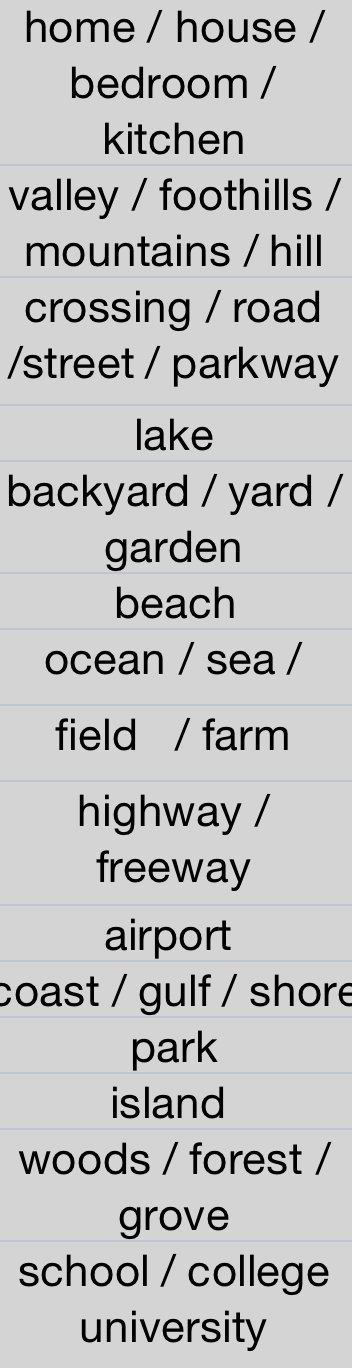 home / house /
bedroom /
kitchen
valley / foothills /
mountains / hill
crossing / road
/street / parkway
lake
backyard / yard /
garden
beach
ocean / sea /
field / farm
highway /
freeway
airport
coast / gulf / shore
park
island
woods / forest /
grove
school / college
university